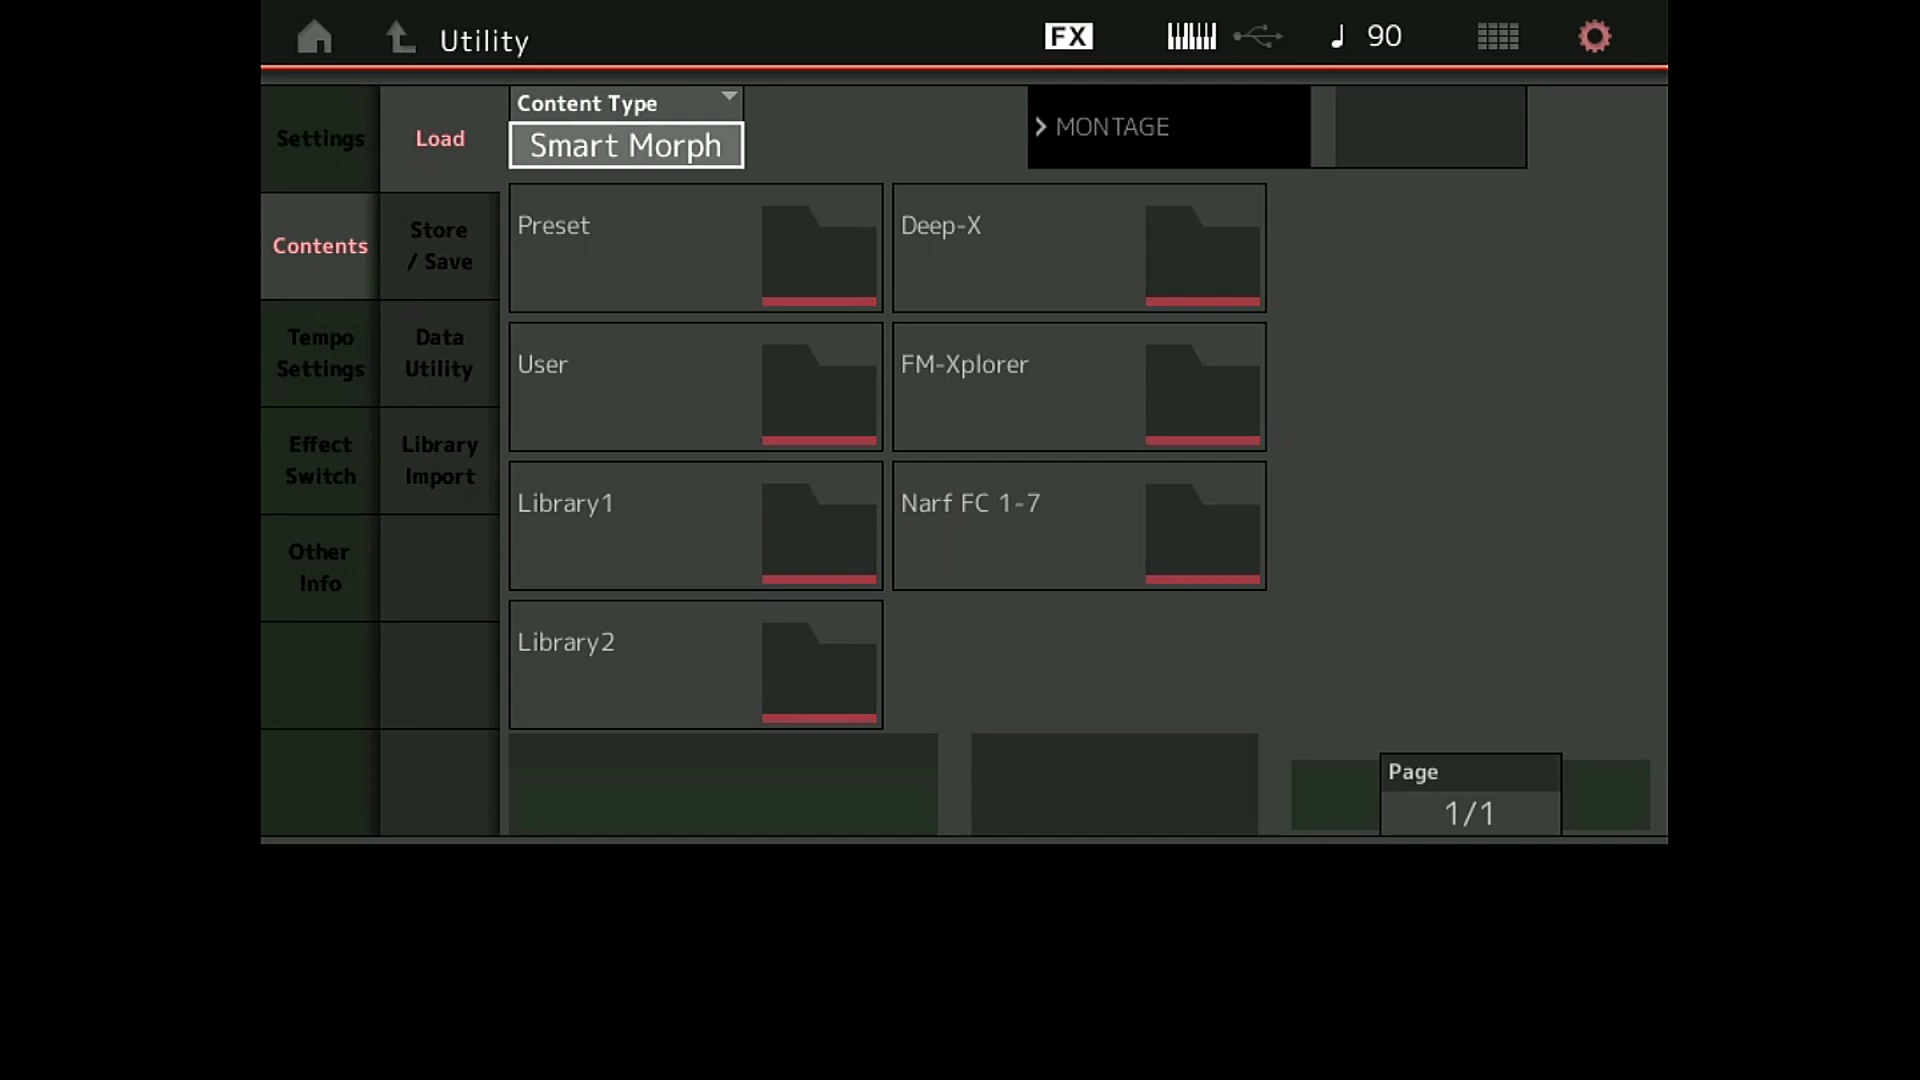 Utility
FX
90
Settings
Load
Content Type
Smart Morph
MONTAGE
Contents
Store
/ Save
Preset
Deep-X
Tempo
Settings
Data
Utility
User
FM-Xplorer
Effect
Switch
Library
Import
Library1
Narf FC 1-7
Other
Info
Library2
Page
1/1